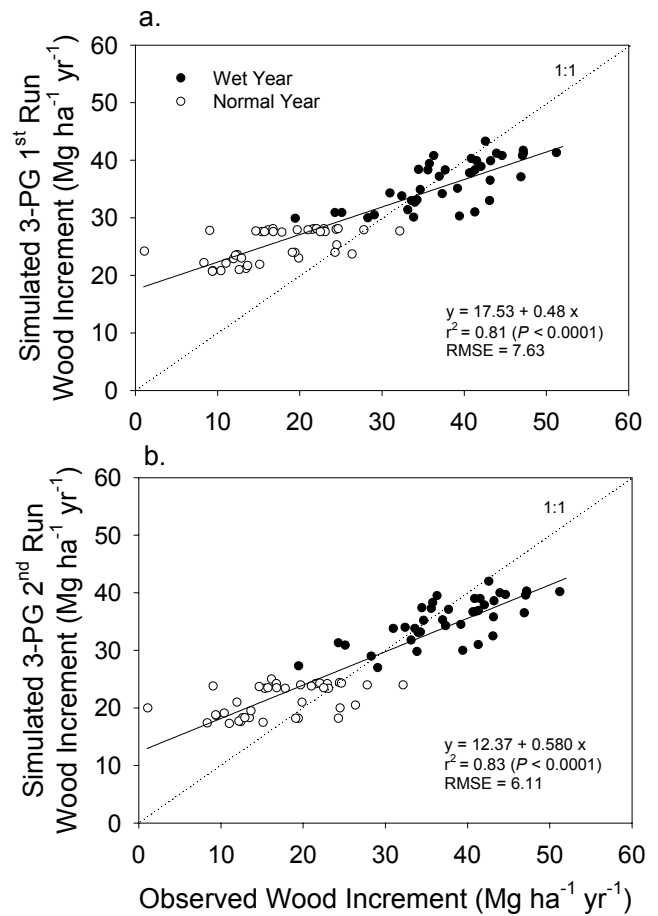 a.
Simulated 3-PG 1st Run
Wood Increment (Mg ha-1 yr-1)
60
50
40
30
20
10
0
Wet Year
Normal Year
1:1
y = 17.53 + 0.48 x
r2 = 0.81 (P < 0.0001)
RMSE = 7.63
0 10 20 30 40 50 60
b.
Simulated 3-PG 2nd Run
Wood Increment (Mg ha-1 yr-1)
60
50
40
30
20
10
0
1:1
y = 12.37 + 0.580 x
r2 = 0.83 (P < 0.0001)
RMSE = 6.11
0 10 20 30 40 50 60
Observed Wood Increment (Mg ha-1 yr-1)